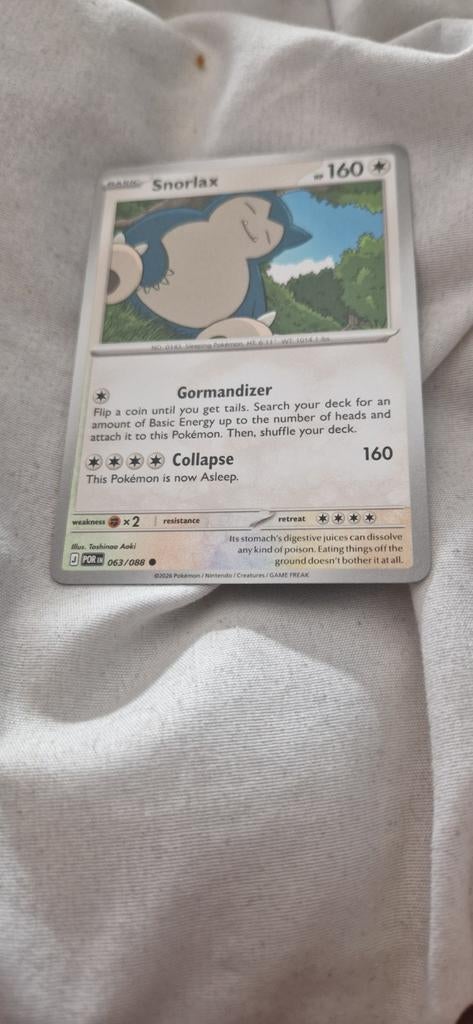 BASIC Snorlax HP 160
NO. 0143 Sleeping Pokémon HT: 6'11" WT: 1014.1 lbs
Gormandizer
Flip a coin until you get tails. Search your deck for an
amount of Basic Energy up to the number of heads and
attach it to this Pokémon. Then, shuffle your deck.
Collapse 160
This Pokémon is now Asleep.
weakness ×2 resistance retreat
Illus. Toshinao Aoki
Its stomach's digestive juices can dissolve
any kind of poison. Eating things off the
ground doesn't bother it at all.
J POR EN 063/088
©2026 Pokémon / Nintendo / Creatures / GAME FREAK